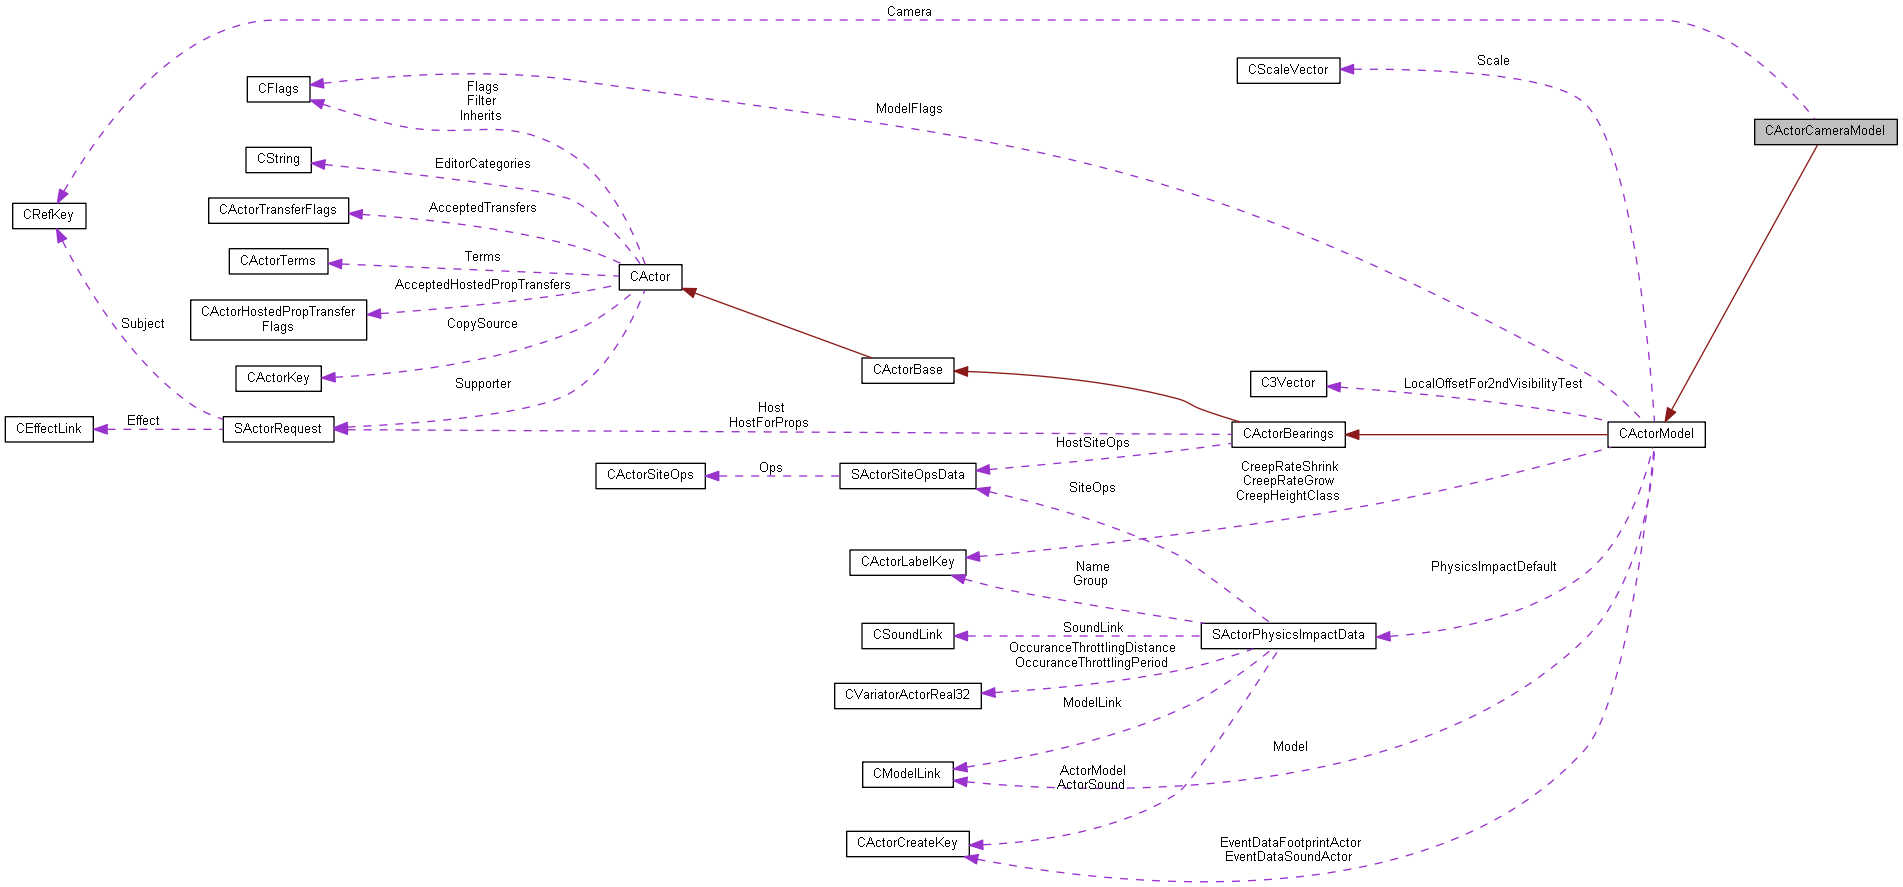 Camera
CScaleVector
Scale
CFlags
Flags
Filter
Inherits
ModelFlags
CActorCameraModel
CString
EditorCategories
CRefKey
CActorTransferFlags
AcceptedTransfers
CActorTerms
Terms
CActor
AcceptedHostedPropTransfers
CActorHostedPropTransfer
Flags
Subject
CopySource
CActorKey
Supporter
CActorBase
C3Vector
LocalOffsetFor2ndVisibilityTest
CEffectLink
Effect
SActorRequest
Host
HostForProps
CActorBearings
CActorModel
HostSiteOps
CActorSiteOps
Ops
SActorSiteOpsData
SiteOps
CreepRateShrink
CreepRateGrow
CreepHeightClass
CActorLabelKey
Name
Group
PhysicsImpactDefault
CSoundLink
SoundLink
SActorPhysicsImpactData
OccuranceThrottlingDistance
OccuranceThrottlingPeriod
CVariatorActorReal32
ModelLink
CModelLink
Model
ActorModel
ActorSound
CActorCreateKey
EventDataFootprintActor
EventDataSoundActor